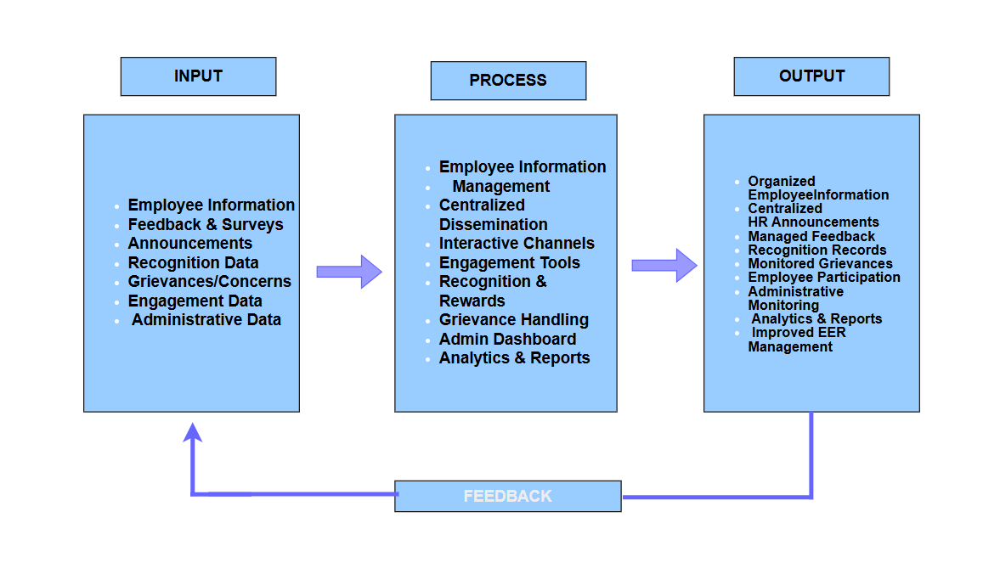 INPUT
PROCESS
OUTPUT
Employee Information
Feedback & Surveys
Announcements
Recognition Data
Grievances/Concerns
Engagement Data
Administrative Data
Employee Information
Management
Centralized
Dissemination
Interactive Channels
Engagement Tools
Recognition &
Rewards
Grievance Handling
Admin Dashboard
Analytics & Reports
Organized
EmployeeInformation
Centralized
HR Announcements
Managed Feedback
Recognition Records
Monitored Grievances
Employee Participation
Administrative
Monitoring
Analytics & Reports
Improved EER
Management
FEEDBACK